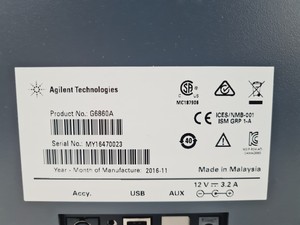 Agilent Technologies
Product No: G6860A
Serial No.: MY16470023
Year - Month of Manufacture 2016-11
MC187609
ICES/NMB-001
ISM GRP 1-A
40
Made in Malaysia
Accy. USB AUX 12 V ⎓ 3.2 A